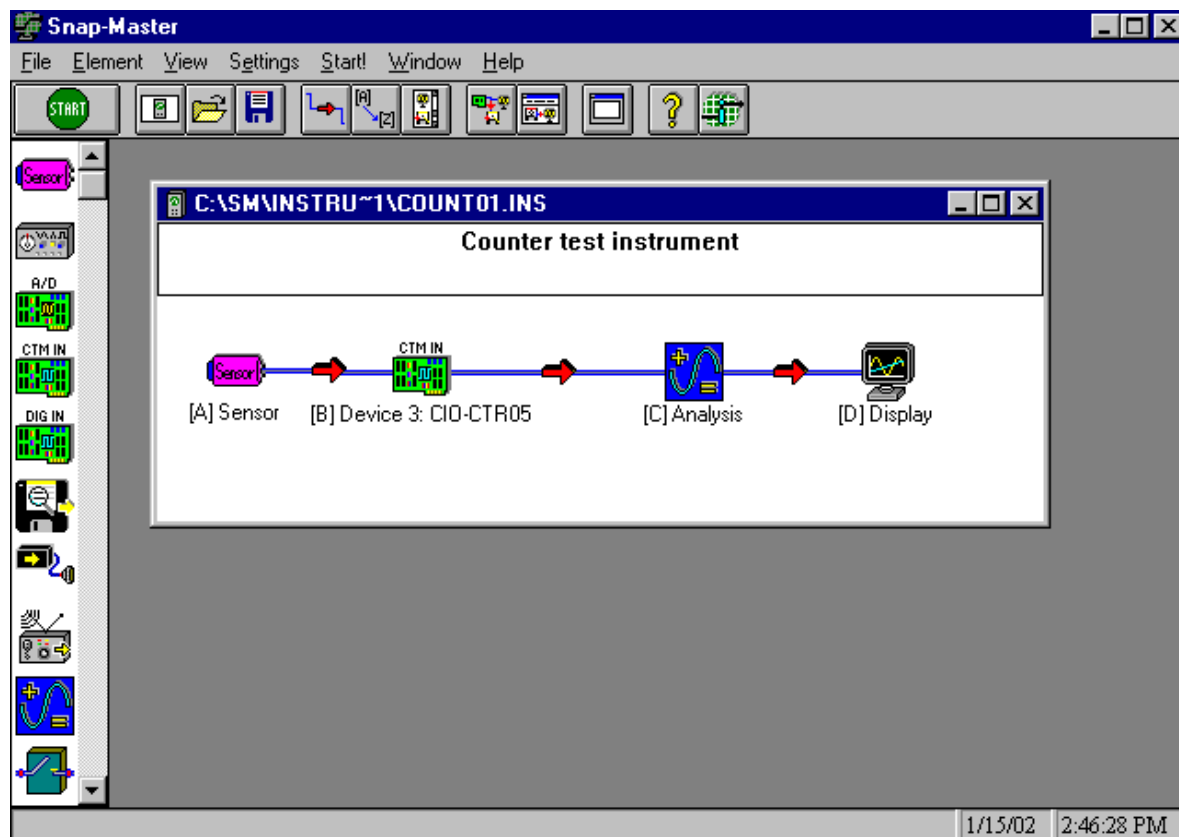 Snap-Master
File Element View Settings Start! Window Help
START
[A]
[Z]
Sensor
A/D
CTM IN
DIG IN
C:\SM\INSTRU~1\COUNT01.INS
Counter test instrument
Sensor
CTM IN
[A] Sensor [B] Device 3: CIO-CTR05 [C] Analysis [D] Display
1/15/02 2:46:28 PM